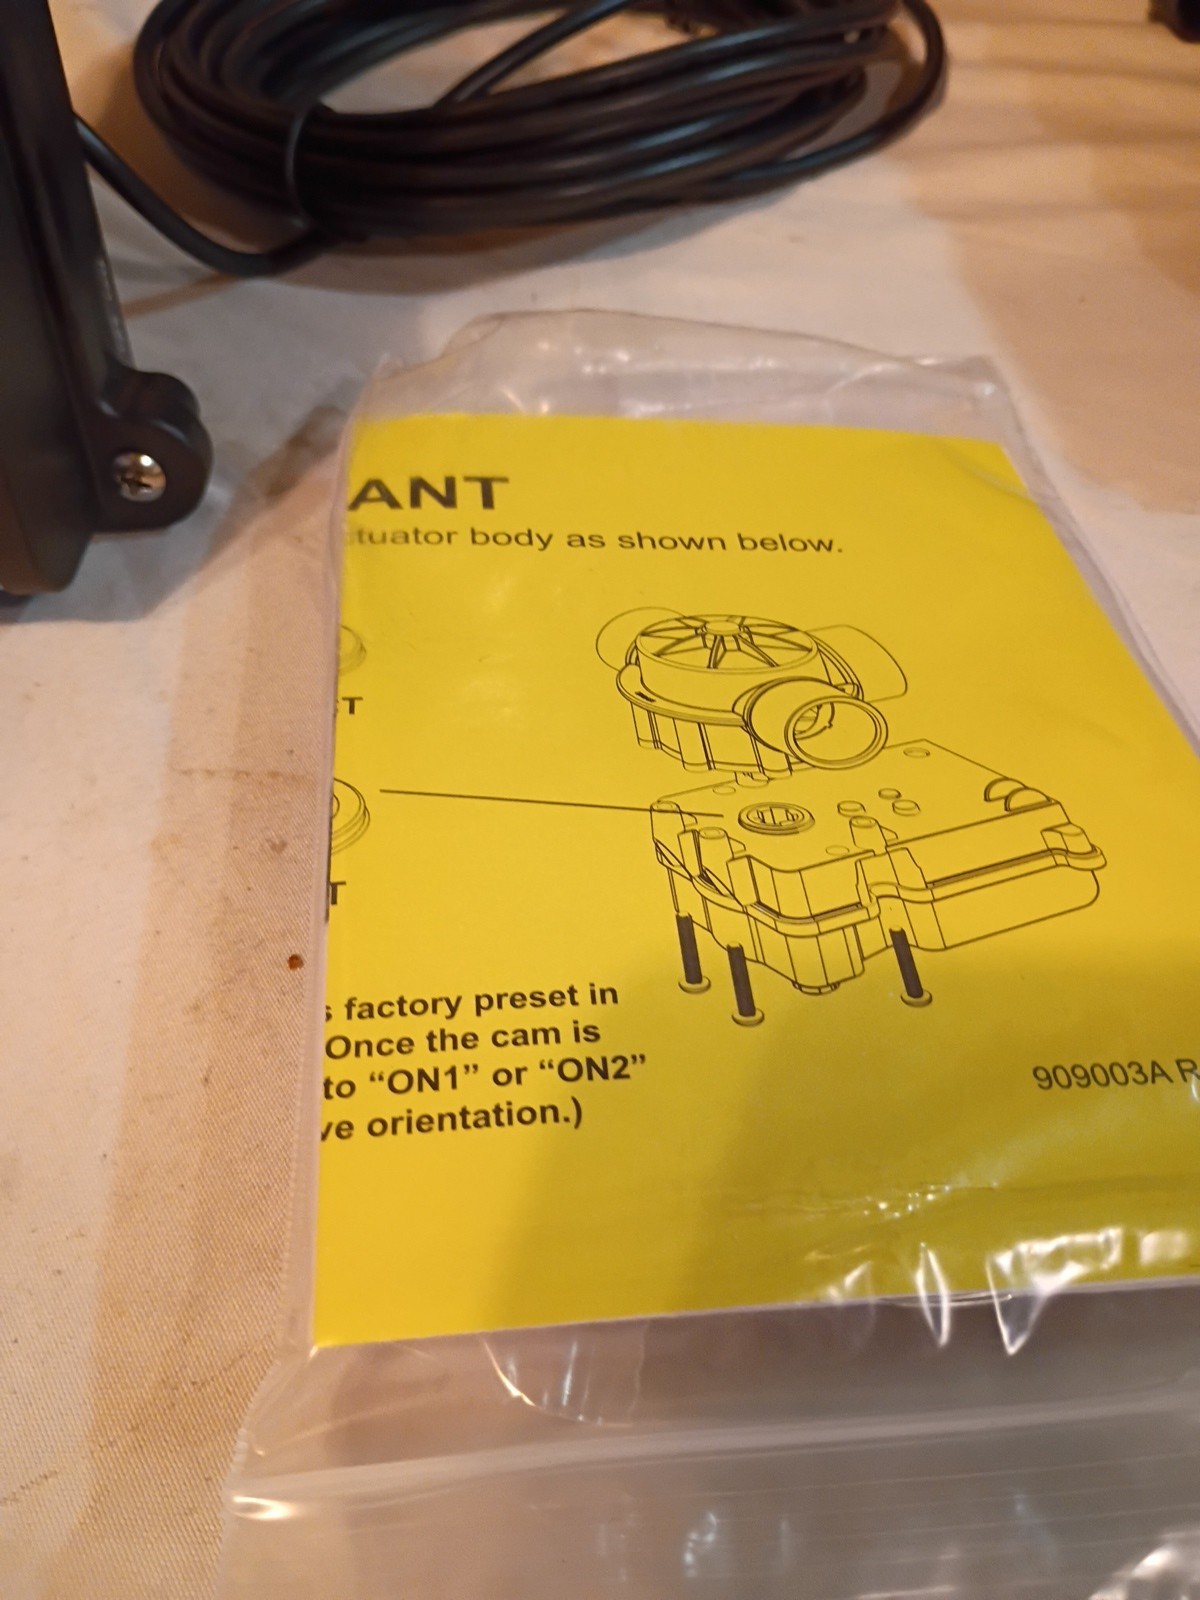 ANT
tuator body as shown below.
T
T
factory preset in
Once the cam is
to “ON1” or “ON2”
ve orientation.)
909003A R